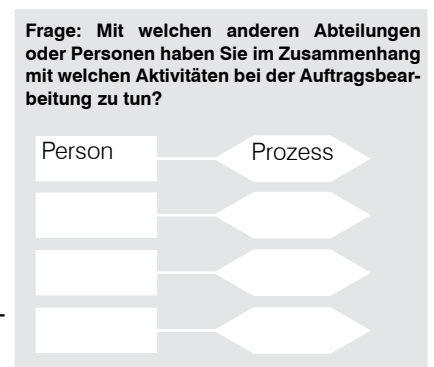 Frage: Mit welchen anderen Abteilungen
oder Personen haben Sie im Zusammenhang
mit welchen Aktivitäten bei der Auftragsbear-
beitung zu tun?
Person Prozess